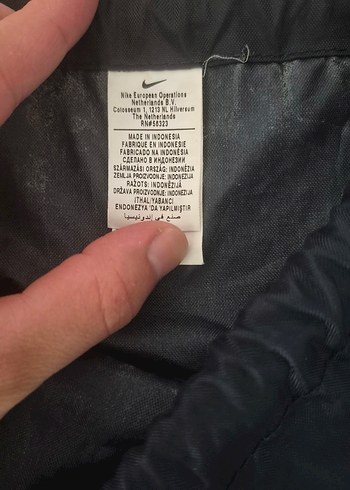 Nike European Operations
Netherlands B.V.
Colosseum 1, 1213 NL Hilversum
The Netherlands
RN#56323
MADE IN INDONESIA
FABRIQUE EN INDONESIE
FABRICADO NA INDONÉSIA
СДЕЛАНО В ИНДОНЕЗИИ
SZÁRMAZÁSI ORSZÁG: INDONÉZIA
ZEMLJA PROIZVODNJE: INDONEZIJA
RAŽOTS: INDONĒZIJĀ
DRŽAVA PROIZVODNJE: INDONEZIJA
ITHAL/YABANCI
ENDONEZYA 'DA YAPILMIŞTIR
صنع في إندونيسيا